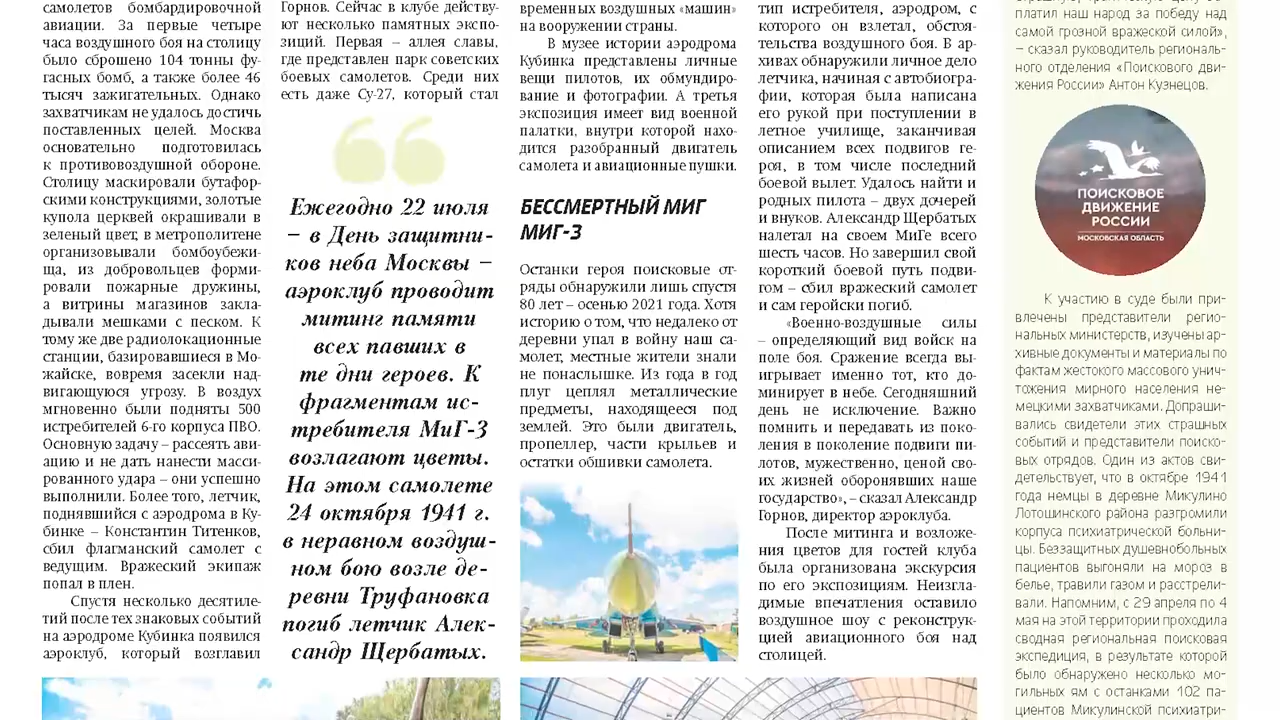 самолетов бомбардировочной
авиации. За первые четыре
часа воздушного боя на столицу
было сброшено 104 тонны фу-
гасных бомб, а также более 46
тысяч зажигательных. Однако
захватчикам не удалось достичь
поставленных целей. Москва
основательно подготовилась
к противовоздушной обороне.
Столицу маскировали бутафор-
скими конструкциями, золотые
купола церквей окрашивали в
зеленый цвет, в метрополитене
организовывали бомбоубежи-
ща, из добровольцев форми-
ровали пожарные дружины,
а витрины магазинов закла-
дывали мешками с песком. К
тому же две радиолокационные
станции, базировавшиеся в Мо-
жайске, вовремя засекли над-
вигающуюся угрозу. В воздух
мгновенно были подняты 500
истребителей 6-го корпуса ПВО.
Основную задачу – рассеять ави-
ацию и не дать нанести масси-
рованного удара – они успешно
выполнили. Более того, летчик,
поднявшийся с аэродрома в Ку-
бинке – Константин Титенков,
сбил флагманский самолет с
ведущим. Вражеский экипаж
попал в плен.
Спустя несколько десятиле-
тий после тех знаковых событий
на аэродроме Кубинка появился
аэроклуб, который возглавил
Горнов. Сейчас в клубе действу-
ют несколько памятных экспо-
зиций. Первая – аллея славы,
где представлен парк советских
боевых самолетов. Среди них
есть даже Су-27, который стал
Ежегодно 22 июля
– в День защитни-
ков неба Москвы –
аэроклуб проводит
митинг памяти
всех павших в
те дни героев. К
фрагментам ис-
требителя МиГ-3
возлагают цветы.
На этом самолете
24 октября 1941 г.
в неравном воздуш-
ном бою возле де-
ревни Труфановка
погиб летчик Алек-
сандр Щербатых.
временных воздушных «машин»
на вооружении страны.
В музее истории аэродрома
Кубинка представлены личные
вещи пилотов, их обмундиро-
вание и фотографии. А третья
экспозиция имеет вид военной
палатки, внутри которой нахо-
дится разобранный двигатель
самолета и авиационные пушки.
БЕССМЕРТНЫЙ МИГ
МИГ-3
Останки героя поисковые от-
ряды обнаружили лишь спустя
80 лет – осенью 2021 года. Хотя
историю о том, что недалеко от
деревни упал в войну наш са-
молет, местные жители знали
не понаслышке. Из года в год
плуг цеплял металлические
предметы, находящееся под
землей. Это были двигатель,
пропеллер, части крыльев и
остатки обшивки самолета.
тип истребителя, аэродром, с
которого он взлетал, обстоя-
тельства воздушного боя. В ар-
хивах обнаружили личное дело
летчика, начиная с автобиогра-
фии, которая была написана
его рукой при поступлении в
летное училище, заканчивая
описанием всех подвигов ге-
роя, в том числе последний
боевой вылет. Удалось найти и
родных пилота – двух дочерей
и внуков. Александр Щербатых
налетал на своем МиГе всего
шесть часов. Но завершил свой
короткий боевой путь подви-
гом – сбил вражеский самолет
и сам геройски погиб.
«Военно-воздушные силы
– определяющий вид войск на
поле боя. Сражение всегда вы-
игрывает именно тот, кто до-
минирует в небе. Сегодняшний
день не исключение. Важно
помнить и передавать из поко-
ления в поколение подвиги пи-
лотов, мужественно, ценой сво-
их жизней оборонявших наше
государство», – сказал Александр
Горнов, директор аэроклуба.
После митинга и возложе-
ния цветов для гостей клуба
была организована экскурсия
по его экспозициям. Неизгла-
димые впечатления оставило
воздушное шоу с реконструк-
цией авиационного боя над
столицей.
платил наш народ за победу над
самой грозной вражеской силой»,
– сказал руководитель региональ-
ного отделения «Поискового дви-
жения России» Антон Кузнецов.
ПОИСКОВОЕ
ДВИЖЕНИЕ
РОССИИ
МОСКОВСКАЯ ОБЛАСТЬ
К участию в суде были при-
влечены представители регио-
нальных министерств, изучены ар-
хивные документы и материалы по
фактам жестокого массового унич-
тожения мирного населения не-
мецкими захватчиками. Допраши-
вались свидетели этих страшных
событий и представители поиско-
вых отрядов. Один из актов сви-
детельствует, что в октябре 1941
года немцы в деревне Микулино
Лотошинского района разгромили
корпуса психиатрической больни-
цы. Беззащитных душевнобольных
пациентов выгоняли на мороз в
белье, травили газом и расстрели-
вали. Напомним, с 29 апреля по 4
мая на этой территории проходила
сводная региональная поисковая
экспедиция, в результате которой
было обнаружено несколько мо-
гильных ям с останками 102 па-
циентов Микулинской психиатри-